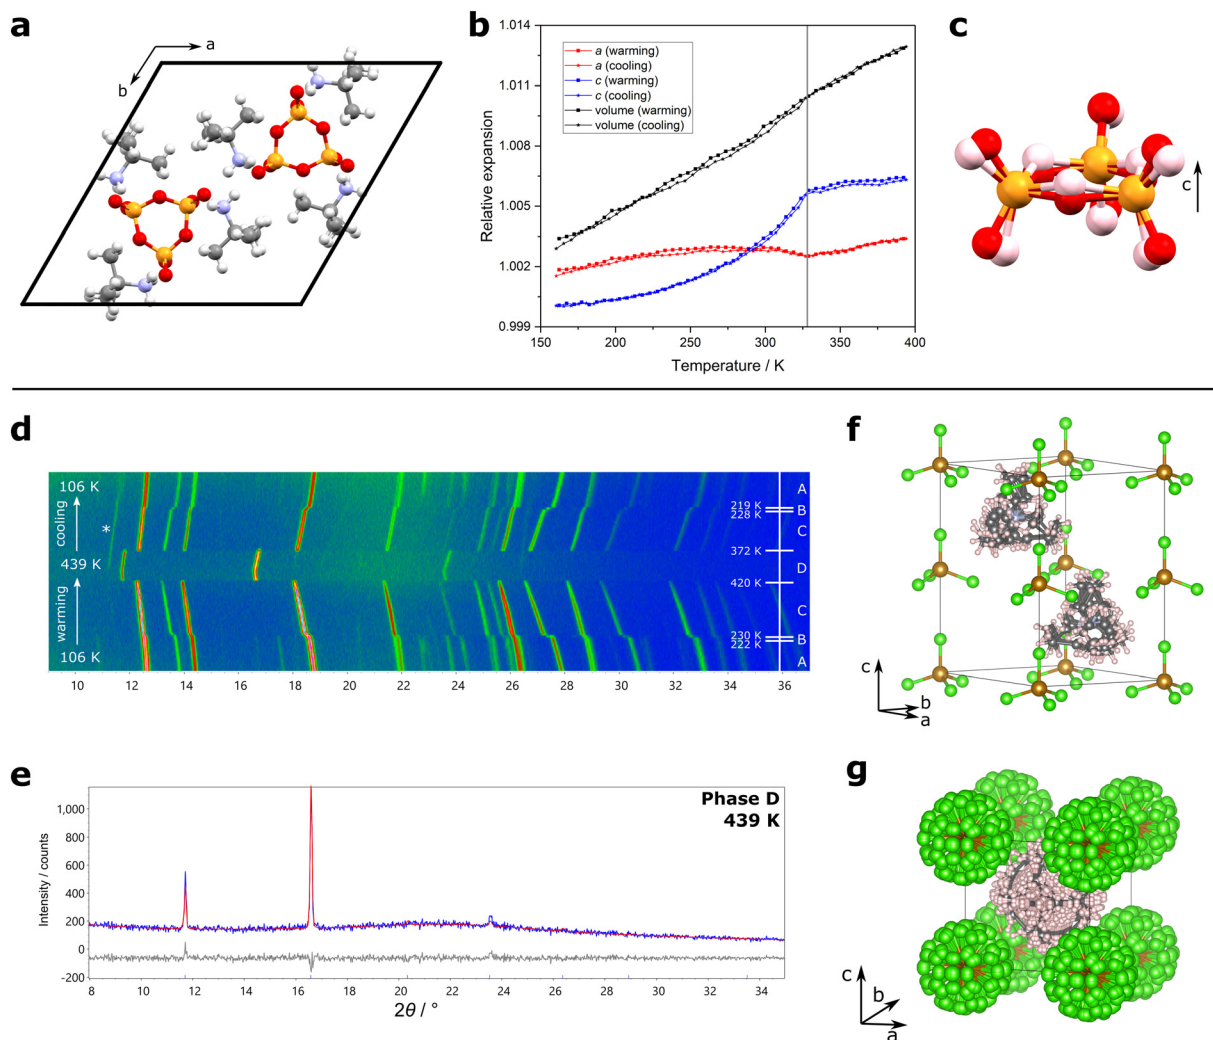 a
a
b
b
1.014
1.011
1.008
1.005
1.002
0.999
Relative expansion
a (warming)
a (cooling)
c (warming)
c (cooling)
volume (warming)
volume (cooling)
150 200 250 300 350 400
Temperature / K
c
c
d
106 K
cooling
*
439 K
warming
106 K
A
219 K
B
228 K
C
372 K
D
420 K
C
230 K
B
222 K
A
10 12 14 16 18 20 22 24 26 28 30 32 34 36
e
Phase D
439 K
Intensity / counts
1,000
800
600
400
200
0
-200
8 10 12 14 16 18 20 22 24 26 28 30 32 34
2θ / °
f
c
b
a
g
c
b
a